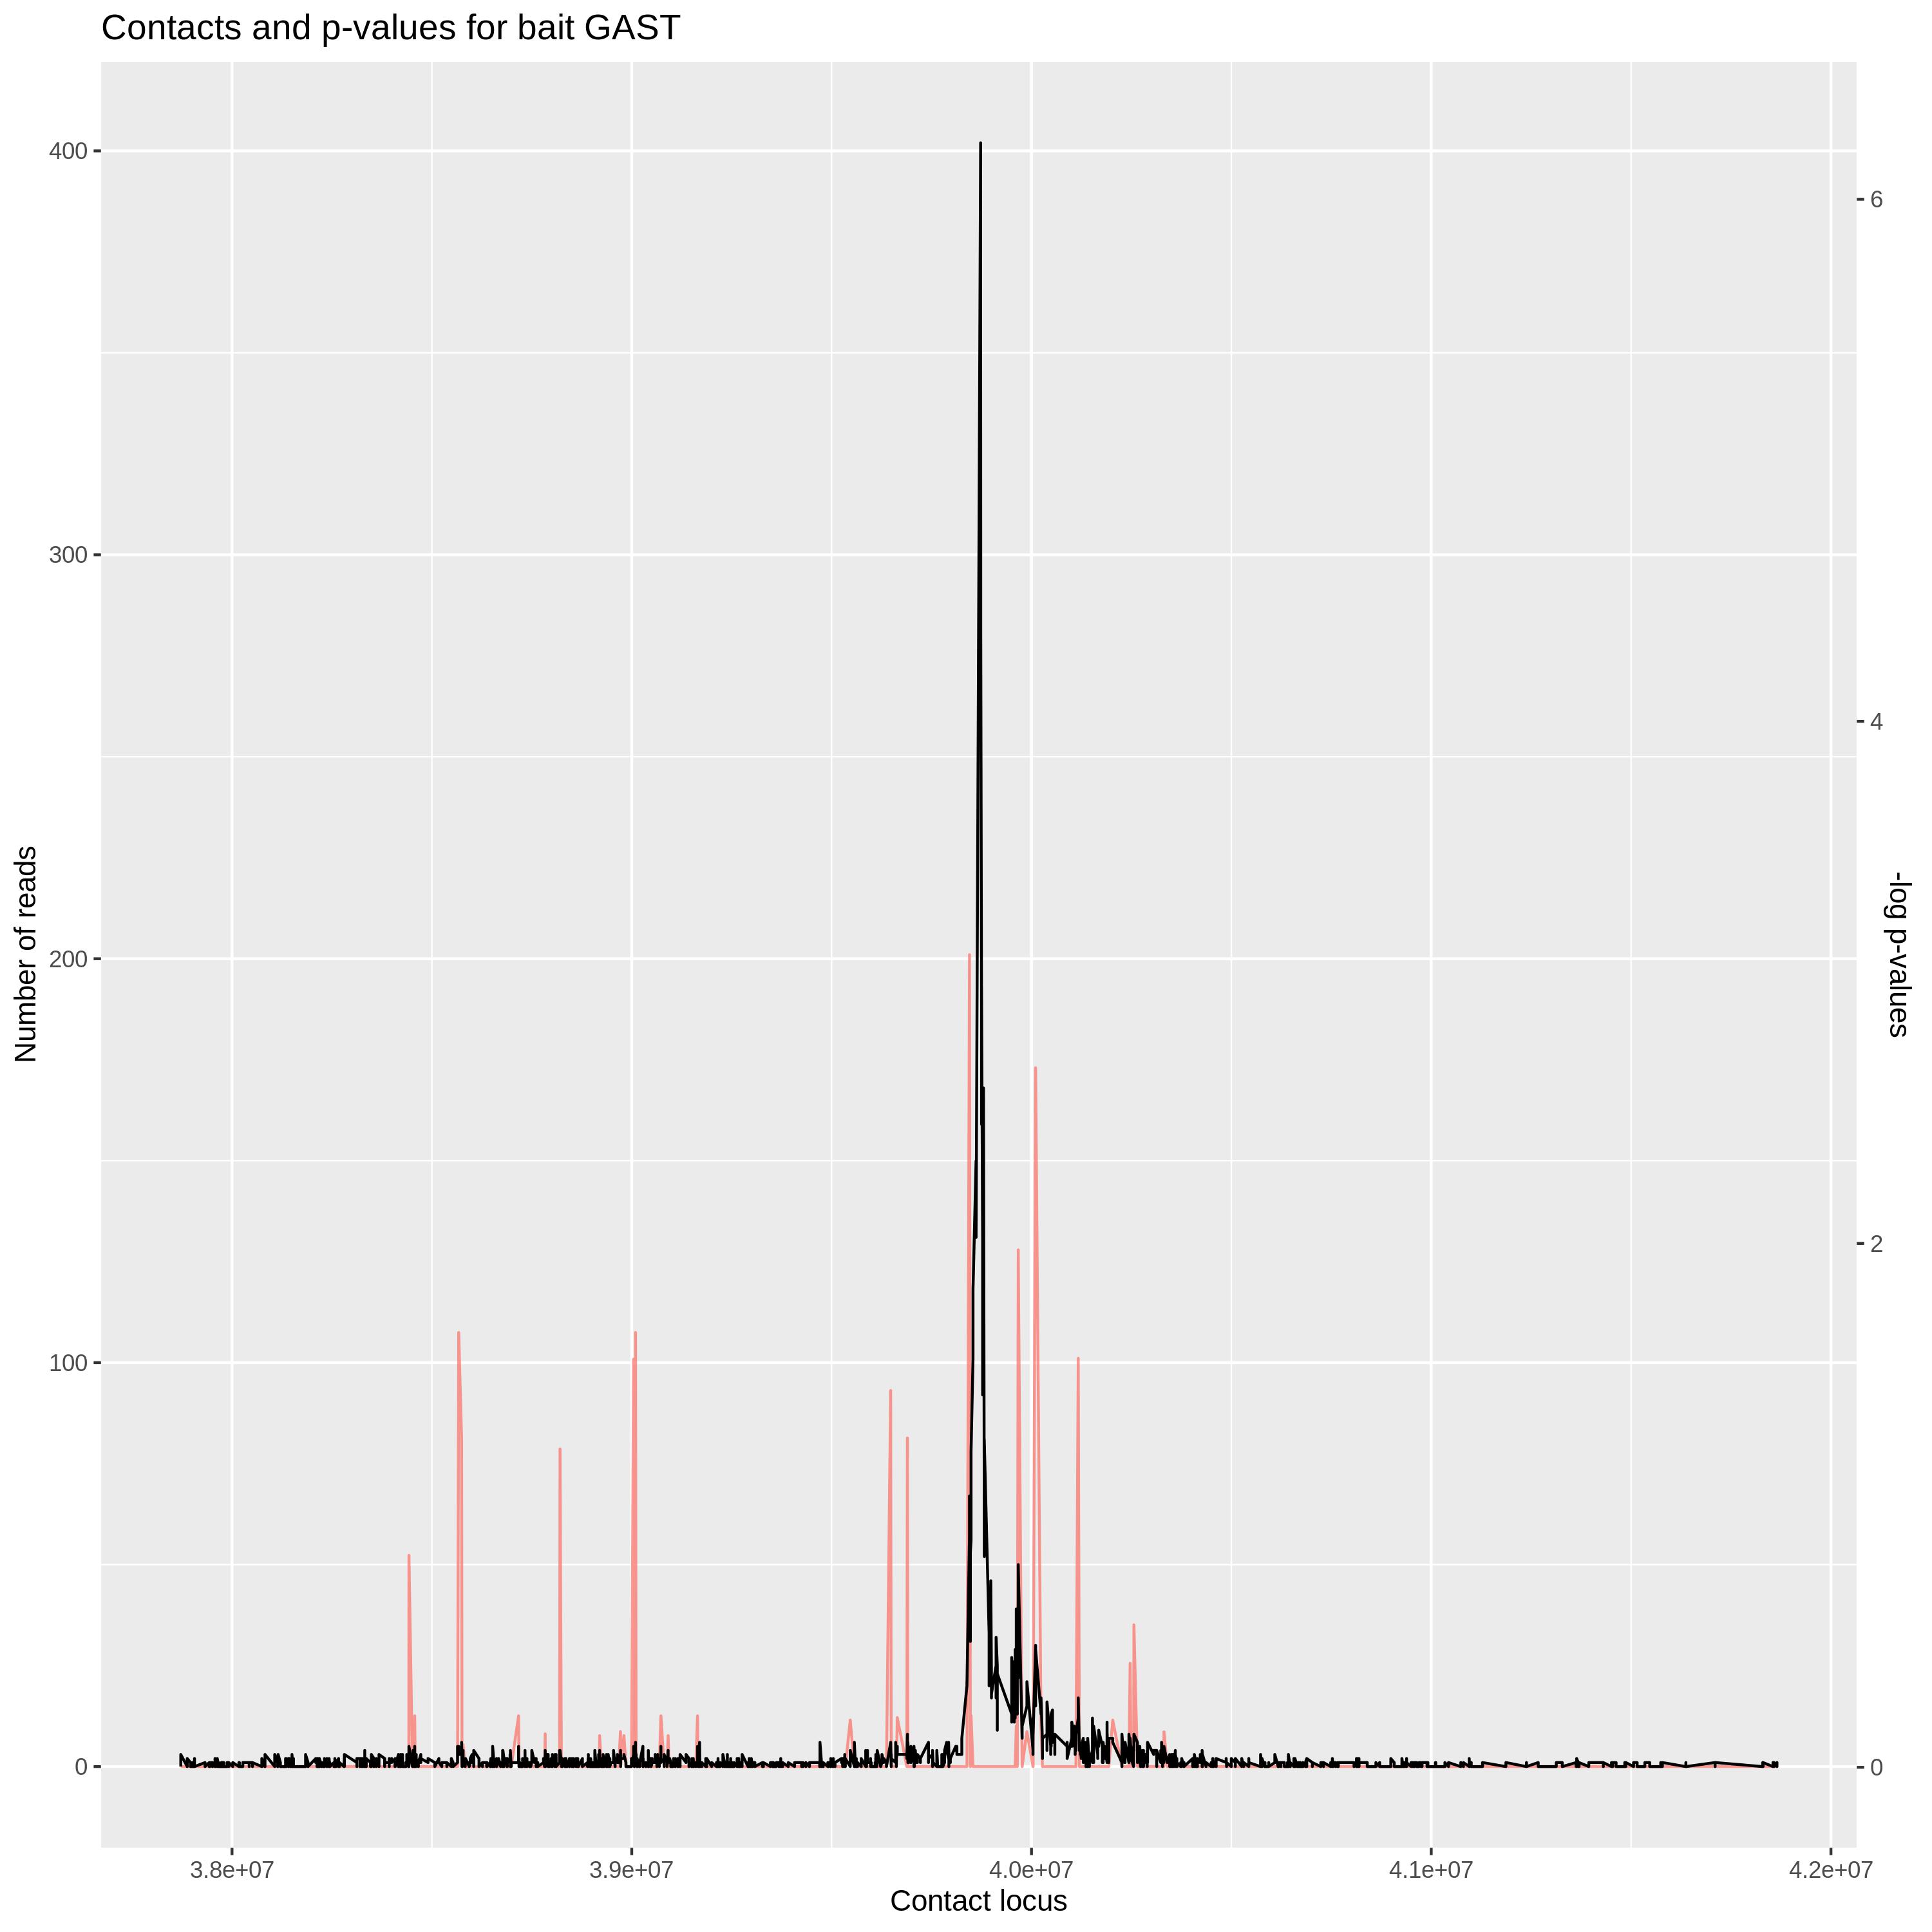 Contacts and p-values for bait GAST
400
300
200
100
0
6
4
2
0
Number of reads
-log p-values
3.8e+07 3.9e+07 4.0e+07 4.1e+07 4.2e+07
Contact locus